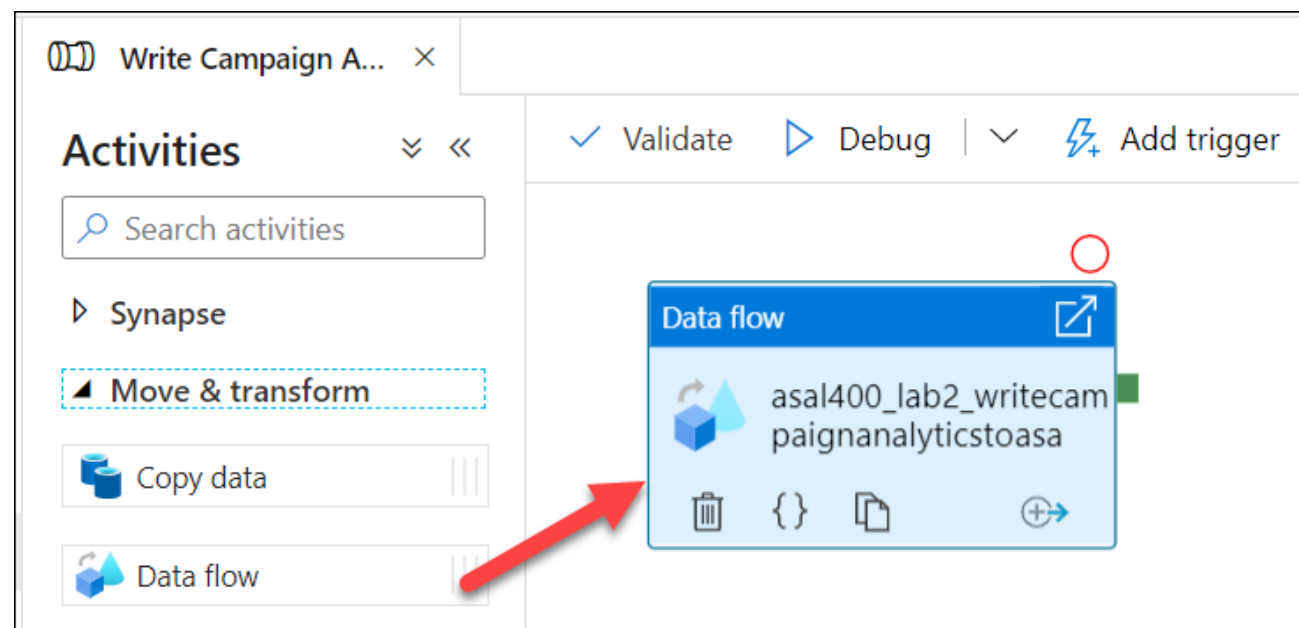 Write Campaign A...
Activities
Search activities
Synapse
Move & transform
Copy data
Data flow
Validate
Debug
Add trigger
Data flow
asal400_lab2_writecam
paignanalyticstoasa